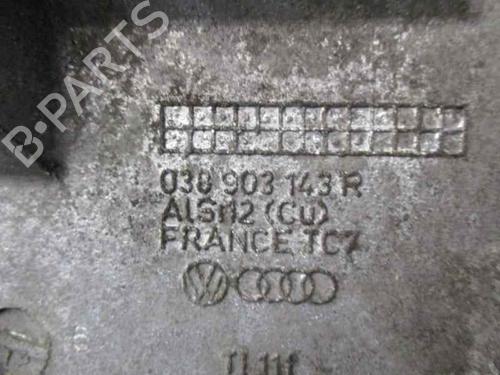 B-PARTS
038 903 143 R
AlSi12 (Cu)
FRANCE TC7